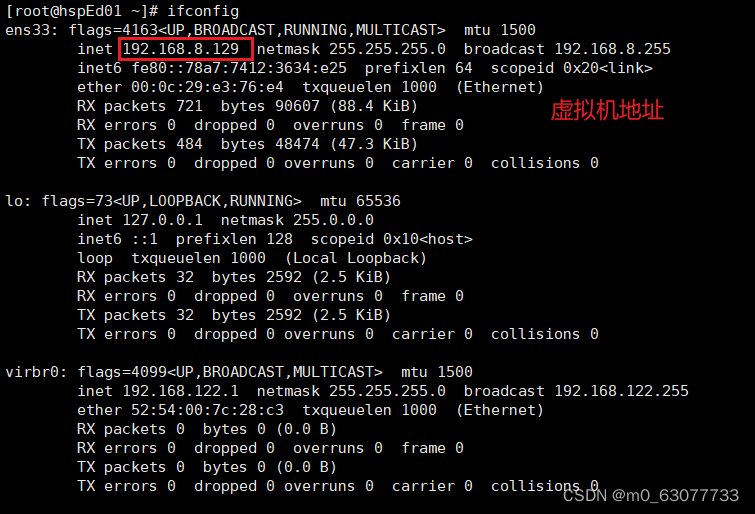 [root@hspEd01 ~]# ifconfig
ens33: flags=4163<UP,BROADCAST,RUNNING,MULTICAST>  mtu 1500
        inet 192.168.8.129  netmask 255.255.255.0  broadcast 192.168.8.255
        inet6 fe80::78a7:7412:3634:e25  prefixlen 64  scopeid 0x20<link>
        ether 00:0c:29:e3:76:e4  txqueuelen 1000  (Ethernet)
        RX packets 721  bytes 90607 (88.4 KiB)
虚拟机地址
        RX errors 0  dropped 0  overruns 0  frame 0
        TX packets 484  bytes 48474 (47.3 KiB)
        TX errors 0  dropped 0 overruns 0  carrier 0  collisions 0

lo: flags=73<UP,LOOPBACK,RUNNING>  mtu 65536
        inet 127.0.0.1  netmask 255.0.0.0
        inet6 ::1  prefixlen 128  scopeid 0x10<host>
        loop  txqueuelen 1000  (Local Loopback)
        RX packets 32  bytes 2592 (2.5 KiB)
        RX errors 0  dropped 0  overruns 0  frame 0
        TX packets 32  bytes 2592 (2.5 KiB)
        TX errors 0  dropped 0 overruns 0  carrier 0  collisions 0

virbr0: flags=4099<UP,BROADCAST,MULTICAST>  mtu 1500
        inet 192.168.122.1  netmask 255.255.255.0  broadcast 192.168.122.255
        ether 52:54:00:7c:28:c3  txqueuelen 1000  (Ethernet)
        RX packets 0  bytes 0 (0.0 B)
        RX errors 0  dropped 0  overruns 0  frame 0
        TX packets 0  bytes 0 (0.0 B)
        TX errors 0  dropped 0 overruns 0  carrier 0  collisions 0
CSDN @m0_63077733